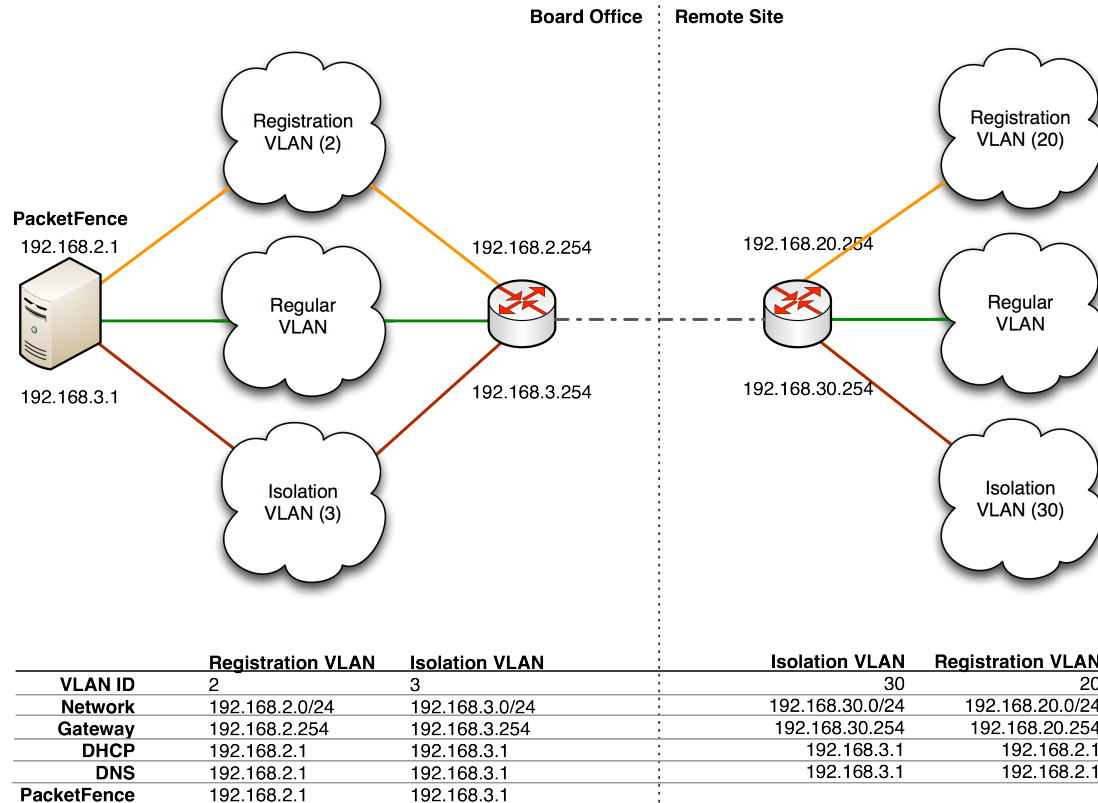 Board Office
Remote Site
Registration
VLAN (2)
Registration
VLAN (20)
PacketFence
192.168.2.1
192.168.2.254
192.168.20.254
Regular
VLAN
Regular
VLAN
192.168.3.1
192.168.3.254
192.168.30.254
Isolation
VLAN (3)
Isolation
VLAN (30)
Registration VLAN Isolation VLAN Isolation VLAN Registration VLAN
VLAN ID 2 3 30 20
Network 192.168.2.0/24 192.168.3.0/24 192.168.30.0/24 192.168.20.0/24
Gateway 192.168.2.254 192.168.3.254 192.168.30.254 192.168.20.254
DHCP 192.168.2.1 192.168.3.1 192.168.3.1 192.168.2.1
DNS 192.168.2.1 192.168.3.1 192.168.3.1 192.168.2.1
PacketFence 192.168.2.1 192.168.3.1